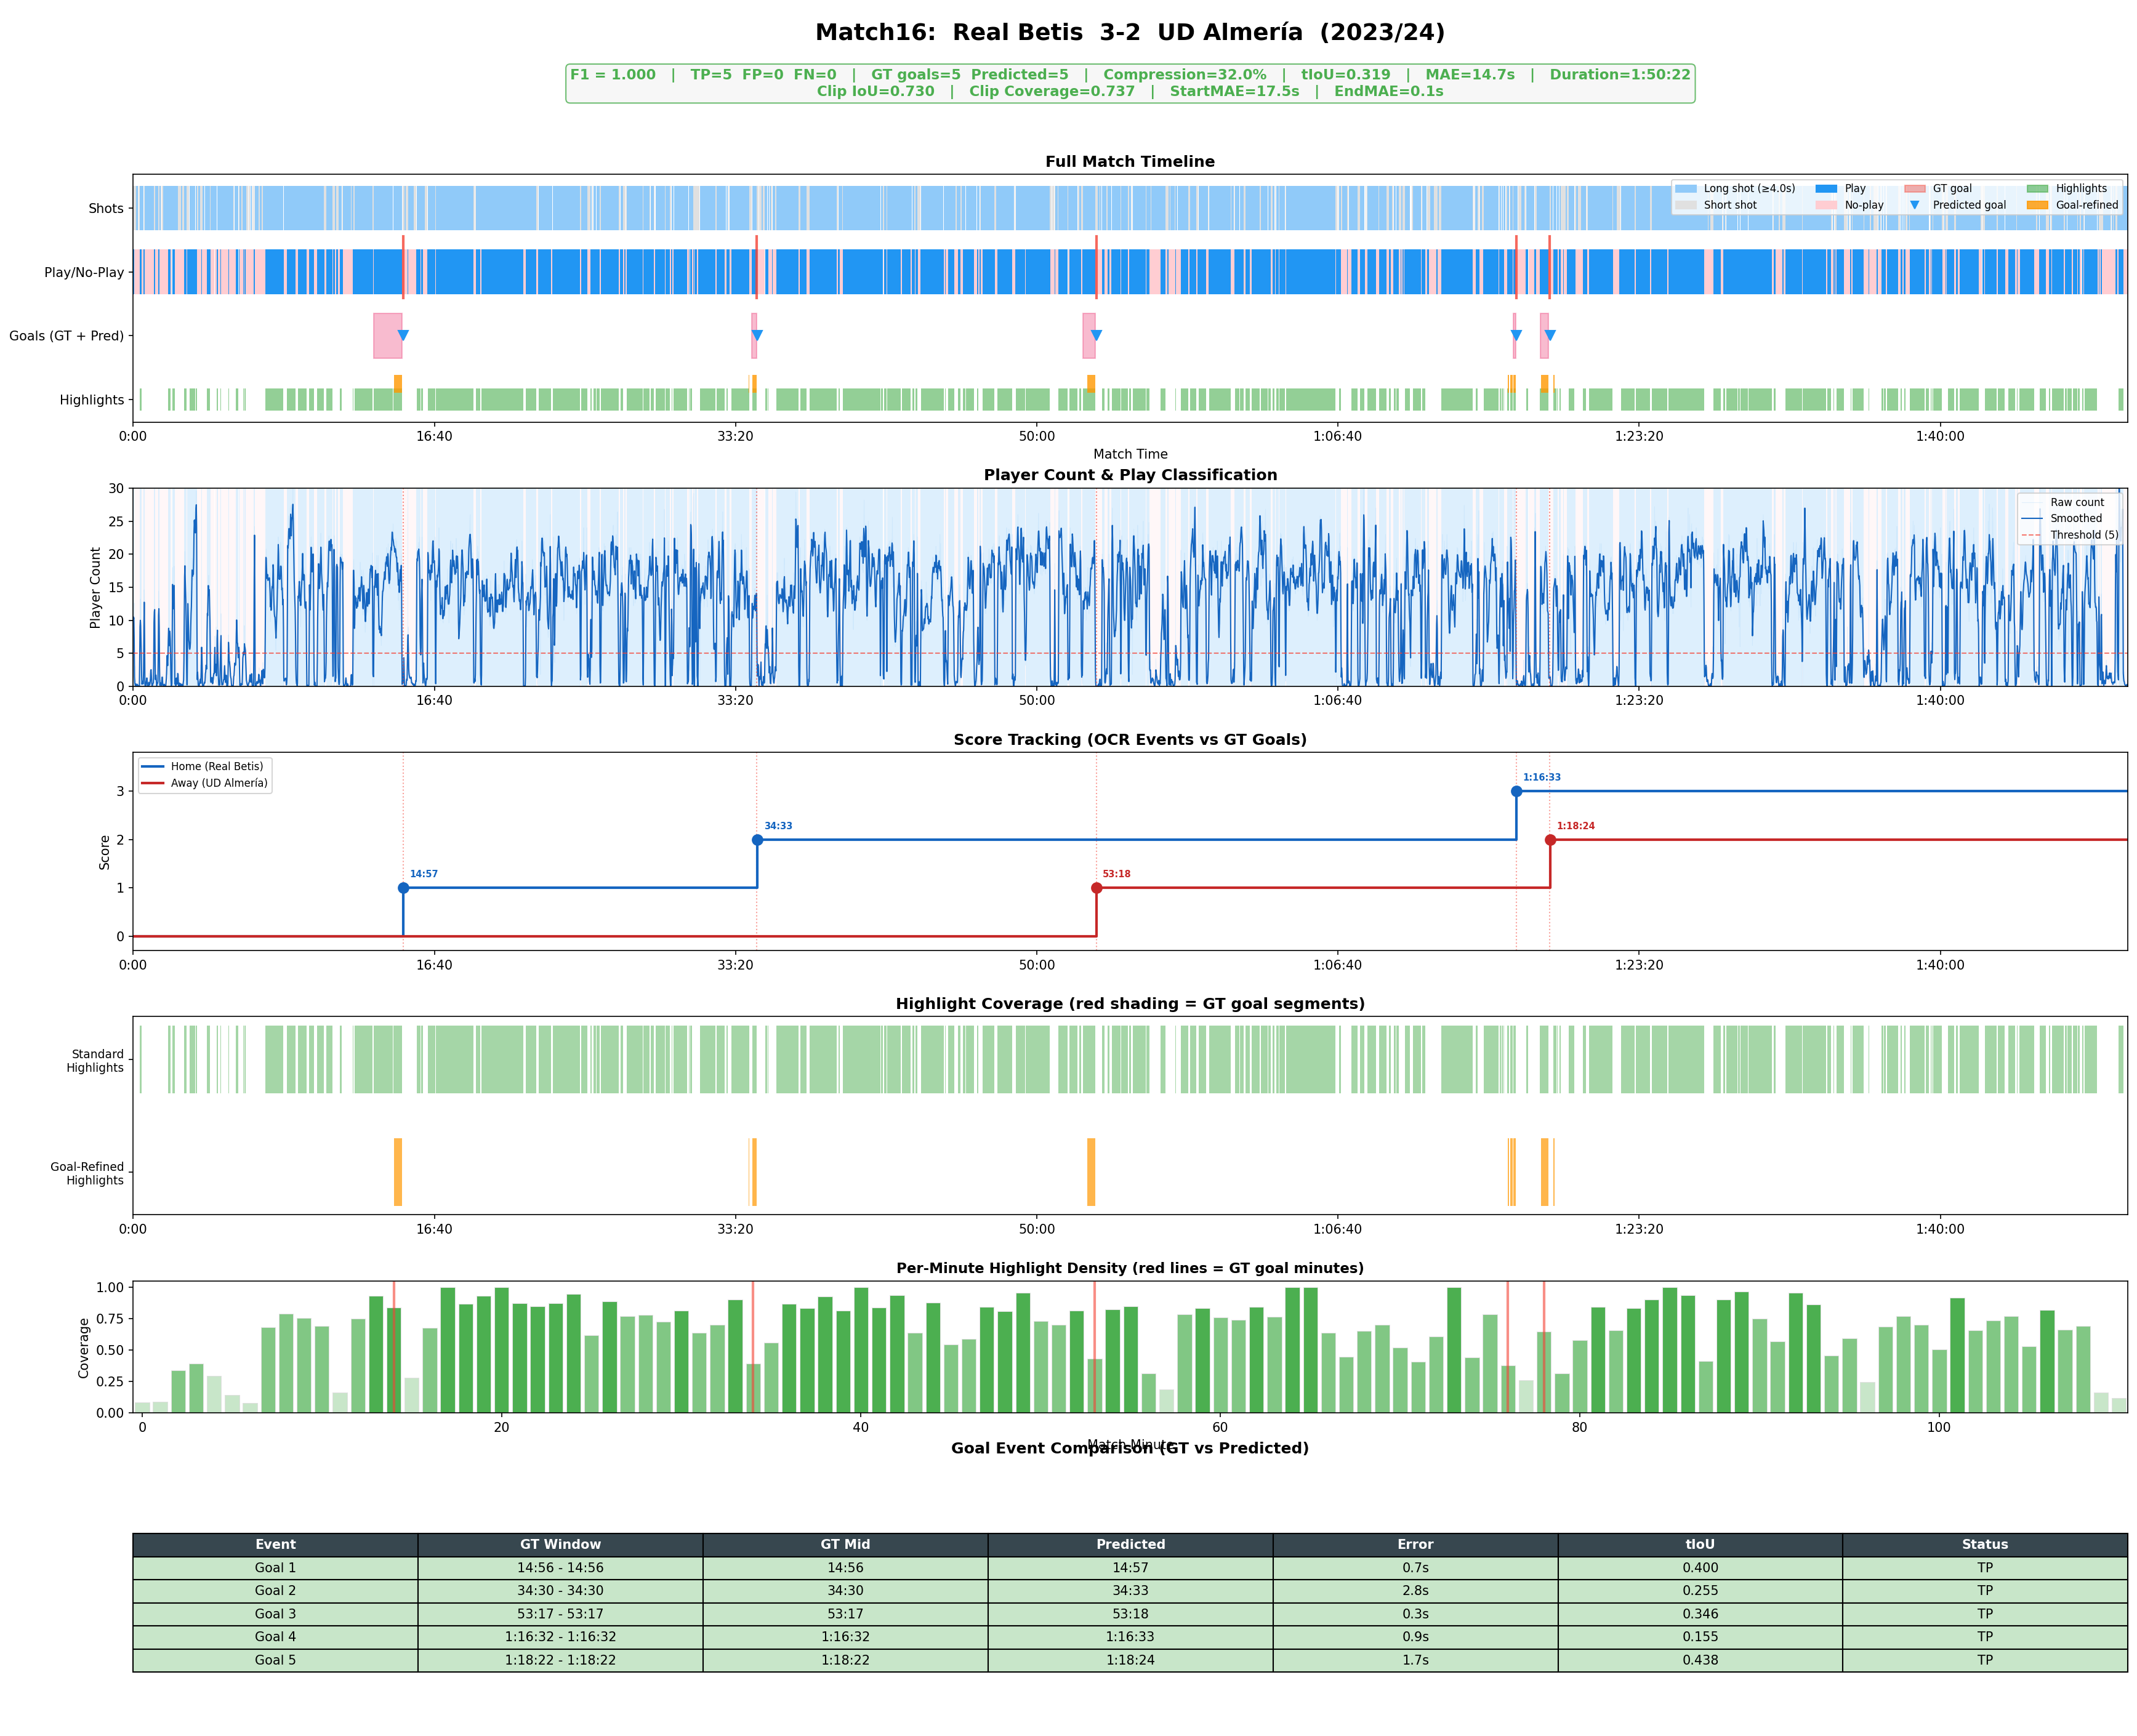 Match16:  Real Betis  3-2  UD Almería  (2023/24)
F1 = 1.000   |   TP=5  FP=0  FN=0   |   GT goals=5  Predicted=5   |   Compression=32.0%   |   tIoU=0.319   |   MAE=14.7s   |   Duration=1:50:22
Clip IoU=0.730   |   Clip Coverage=0.737   |   StartMAE=17.5s   |   EndMAE=0.1s
Full Match Timeline
Long shot (≥4.0s)  Play  GT goal  Highlights
Short shot  No-play  Predicted goal  Goal-refined
Shots
Play/No-Play
Goals (GT + Pred)
Highlights
0:00  16:40  33:20  50:00  1:06:40  1:23:20  1:40:00
Match Time
Player Count & Play Classification
Raw count
Smoothed
Threshold (5)
Player Count
30
25
20
15
10
5
0
0:00  16:40  33:20  50:00  1:06:40  1:23:20  1:40:00
Score Tracking (OCR Events vs GT Goals)
Home (Real Betis)
Away (UD Almería)
Score
3
2
1
0
1:16:33
34:33
1:18:24
14:57
53:18
0:00  16:40  33:20  50:00  1:06:40  1:23:20  1:40:00
Highlight Coverage (red shading = GT goal segments)
Standard
Highlights
Goal-Refined
Highlights
0:00  16:40  33:20  50:00  1:06:40  1:23:20  1:40:00
Per-Minute Highlight Density (red lines = GT goal minutes)
Coverage
1.00
0.75
0.50
0.25
0.00
0  20  40  60  80  100
Match Minute
Goal Event Comparison (GT vs Predicted)
Event  GT Window  GT Mid  Predicted  Error  tIoU  Status
Goal 1  14:56 - 14:56  14:56  14:57  0.7s  0.400  TP
Goal 2  34:30 - 34:30  34:30  34:33  2.8s  0.255  TP
Goal 3  53:17 - 53:17  53:17  53:18  0.3s  0.346  TP
Goal 4  1:16:32 - 1:16:32  1:16:32  1:16:33  0.9s  0.155  TP
Goal 5  1:18:22 - 1:18:22  1:18:22  1:18:24  1.7s  0.438  TP